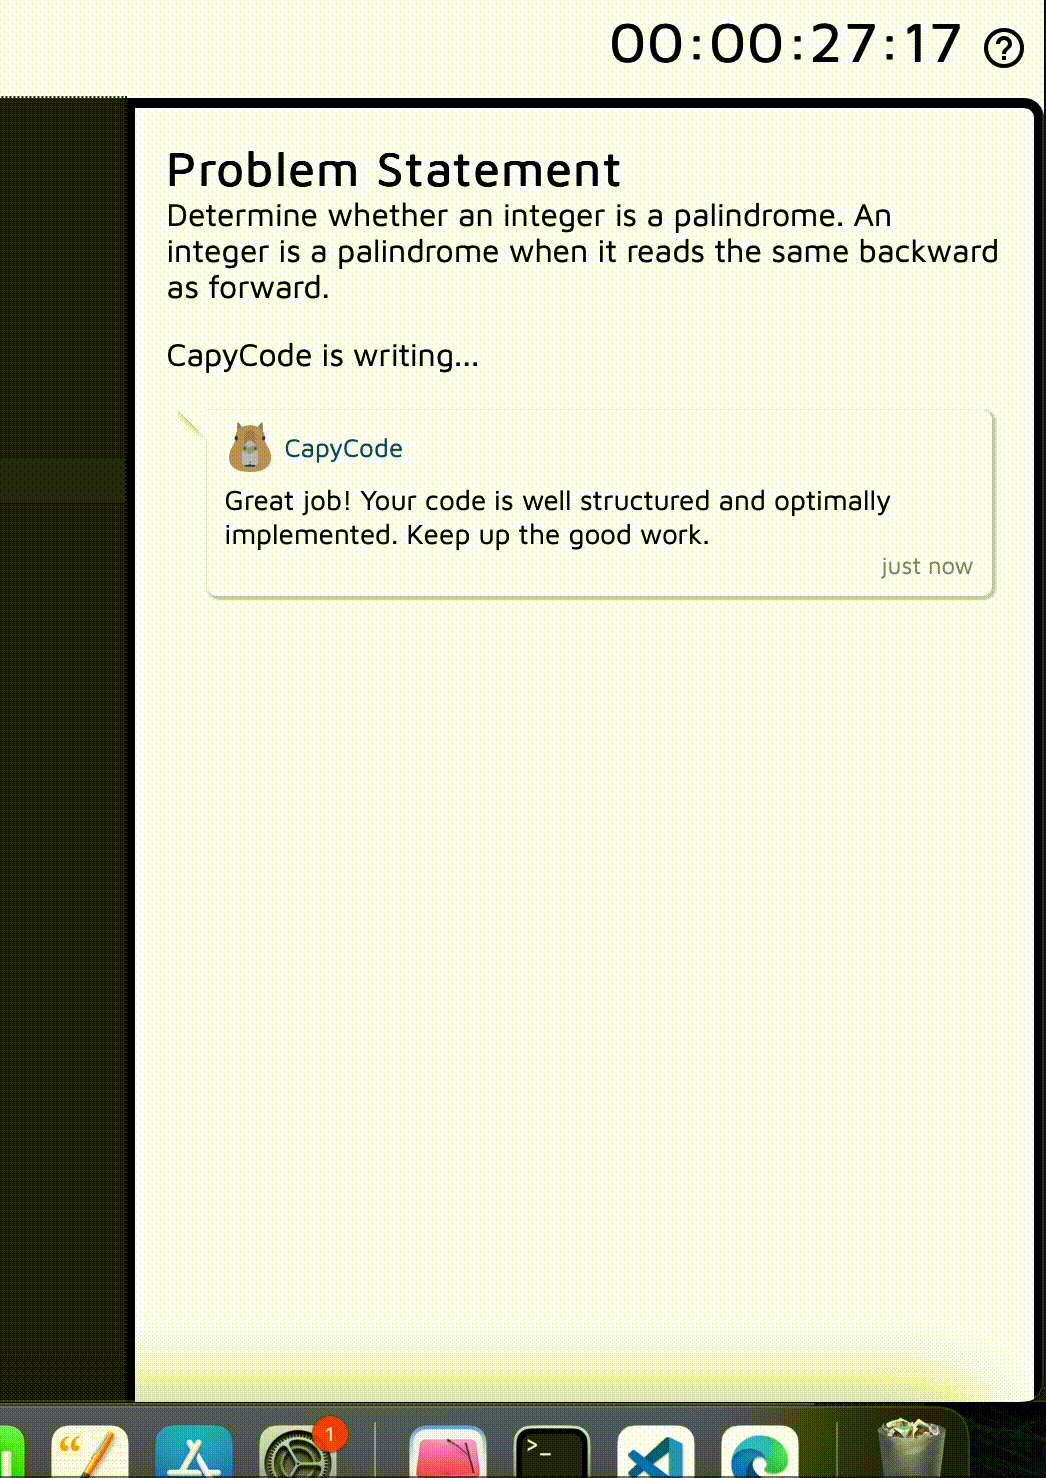 00:00:27:17
Problem Statement
Determine whether an integer is a palindrome. An
integer is a palindrome when it reads the same backward
as forward.
CapyCode is writing...
CapyCode
Great job! Your code is well structured and optimally
implemented. Keep up the good work.
just now
1
>_